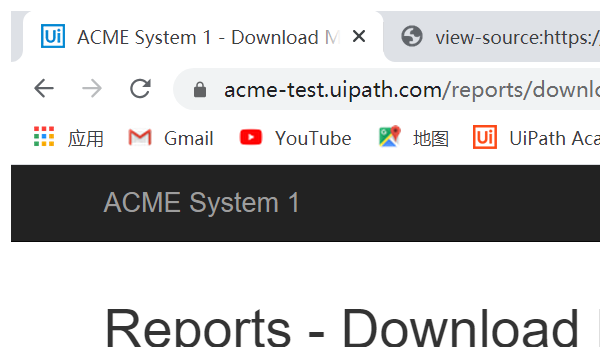 Ui ACME System 1 - Download view-source:https:/
acme-test.uipath.com/reports/downl
应用 Gmail YouTube 地图 Ui UiPath Aca
ACME System 1
Reports - Download